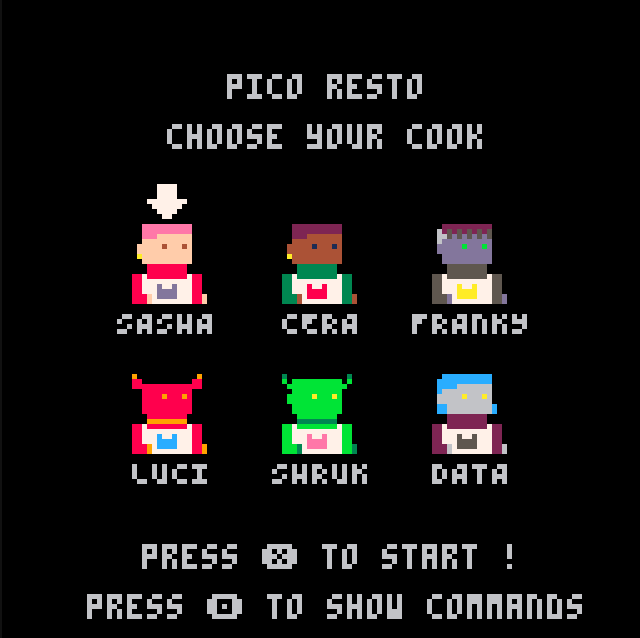 PICO RESTO
CHOOSE YOUR COOK
SASHA CERA FRANKY
LUCI SHRUK DATA
PRESS ❎ TO START !
PRESS 🅾️ TO SHOW COMMANDS